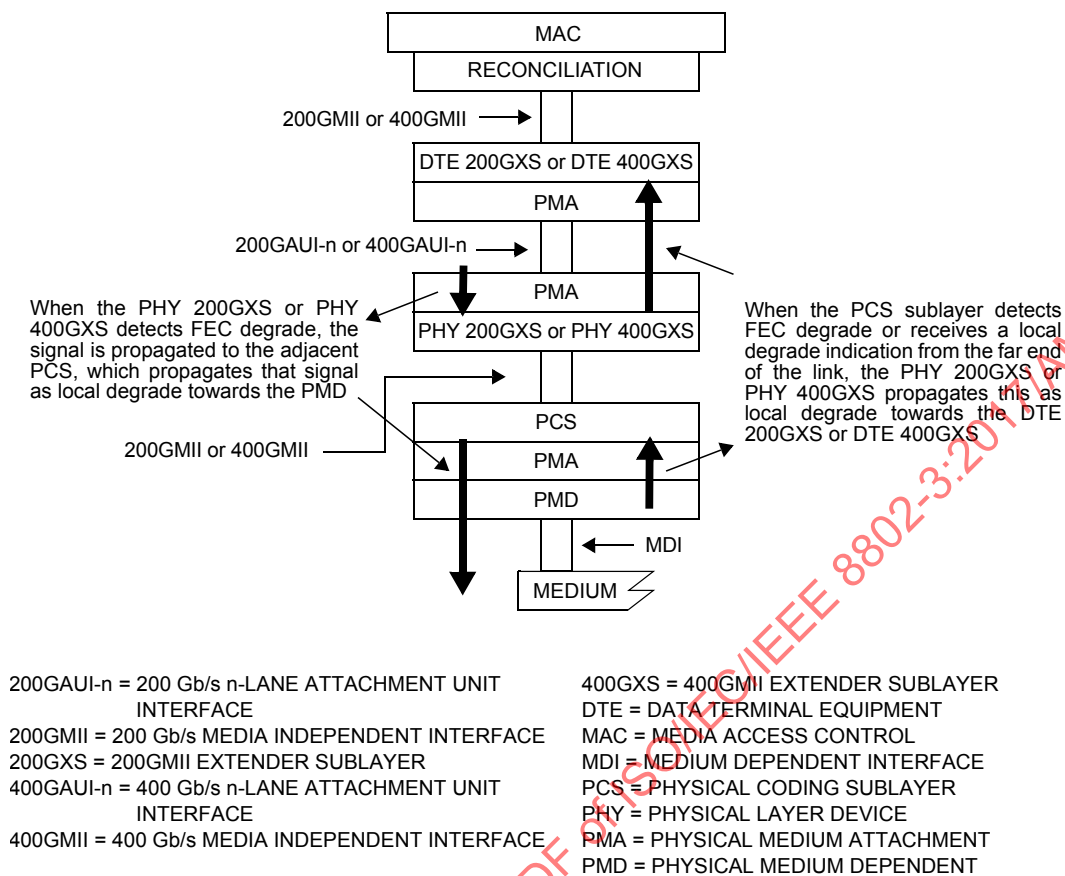 MAC
RECONCILIATION
200GMII or 400GMII
DTE 200GXS or DTE 400GXS
PMA
200GAUI-n or 400GAUI-n
PMA
PHY 200GXS or PHY 400GXS
When the PHY 200GXS or PHY
400GXS detects FEC degrade, the
signal is propagated to the adjacent
PCS, which propagates that signal
as local degrade towards the PMD
When the PCS sublayer detects
FEC degrade or receives a local
degrade indication from the far end
of the link, the PHY 200GXS or
PHY 400GXS propagates this as
local degrade towards the DTE
200GXS or DTE 400GXS
PCS
200GMII or 400GMII
PMA
PMD
MDI
MEDIUM
200GAUI-n = 200 Gb/s n-LANE ATTACHMENT UNIT
INTERFACE
200GMII = 200 Gb/s MEDIA INDEPENDENT INTERFACE
200GXS = 200GMII EXTENDER SUBLAYER
400GAUI-n = 400 Gb/s n-LANE ATTACHMENT UNIT
INTERFACE
400GMII = 400 Gb/s MEDIA INDEPENDENT INTERFACE
400GXS = 400GMII EXTENDER SUBLAYER
DTE = DATA TERMINAL EQUIPMENT
MAC = MEDIA ACCESS CONTROL
MDI = MEDIUM DEPENDENT INTERFACE
PCS = PHYSICAL CODING SUBLAYER
PHY = PHYSICAL LAYER DEVICE
PMA = PHYSICAL MEDIUM ATTACHMENT
PMD = PHYSICAL MEDIUM DEPENDENT
of ISO/IEC/IEEE 8802-3:2017/